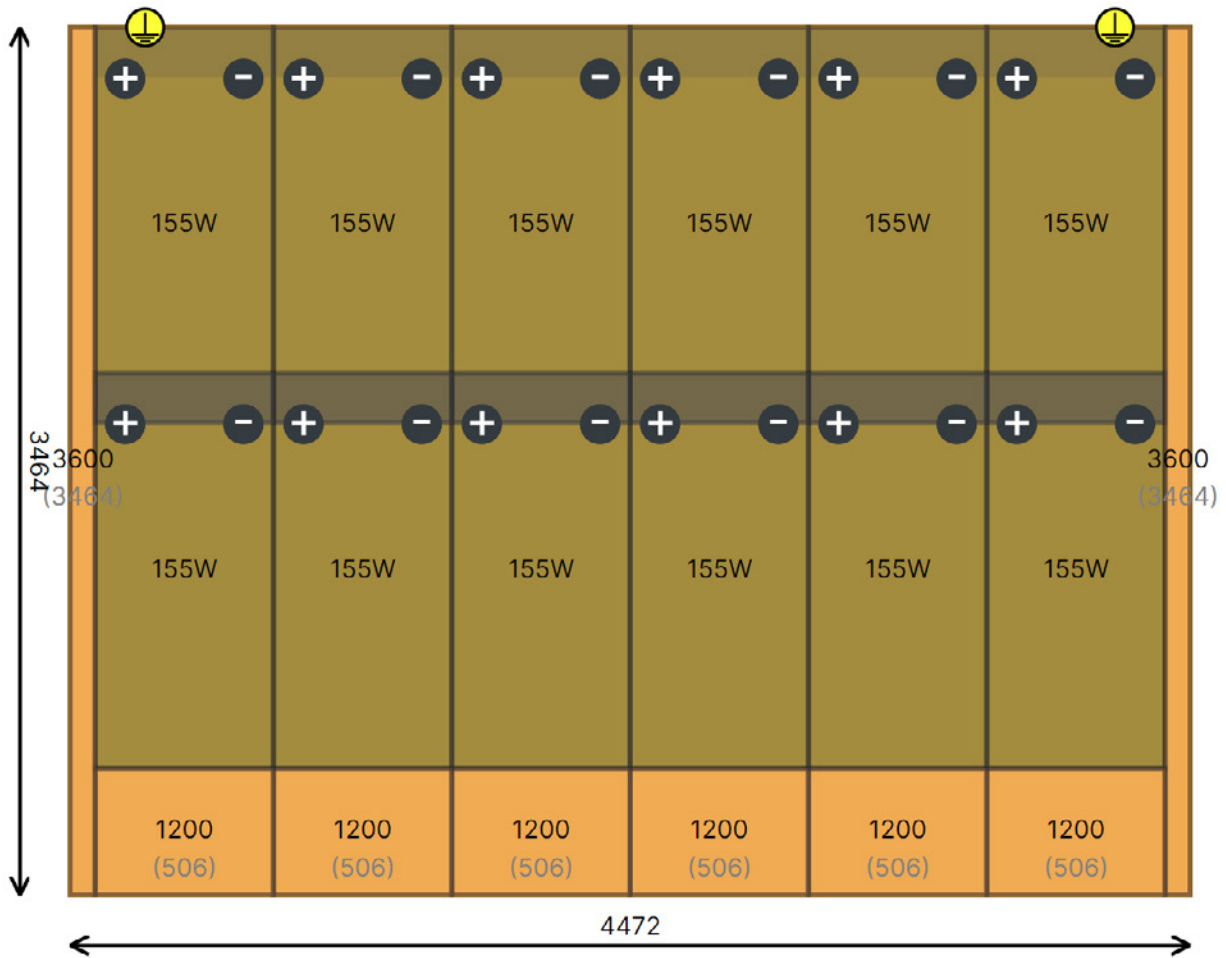 + - + - + - + - + - + -
155W 155W 155W 155W 155W 155W
+ - + - + - + - + - + -
3464
3600 3600
(3464) (3464)
155W 155W 155W 155W 155W 155W
1200 1200 1200 1200 1200 1200
(506) (506) (506) (506) (506) (506)
4472